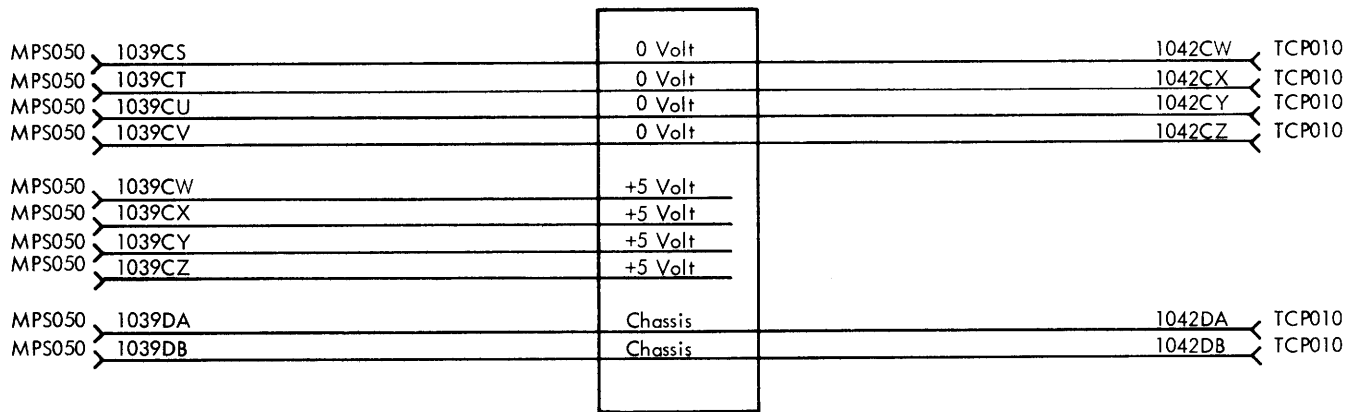 MPS050 1039CS 0 Volt 1042CW TCP010
MPS050 1039CT 0 Volt 1042CX TCP010
MPS050 1039CU 0 Volt 1042CY TCP010
MPS050 1039CV 0 Volt 1042CZ TCP010
MPS050 1039CW +5 Volt
MPS050 1039CX +5 Volt
MPS050 1039CY +5 Volt
MPS050 1039CZ +5 Volt
MPS050 1039DA Chassis 1042DA TCP010
MPS050 1039DB Chassis 1042DB TCP010